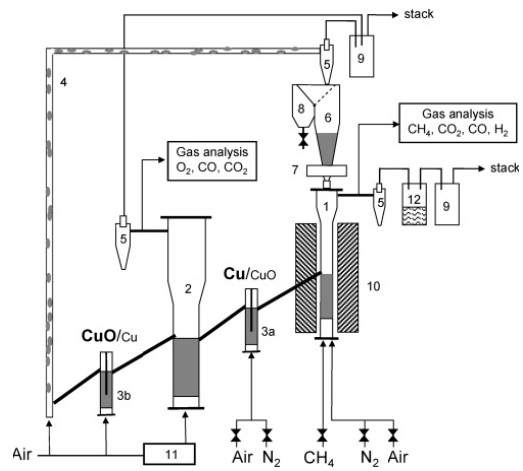 stack
5
9
4
8
6
Gas analysis
CH4, CO2, CO, H2
Gas analysis
O2, CO, CO2
7
stack
5
12
9
1
5
2
Cu/CuO
10
CuO/Cu
3a
3b
11
Air
Air
N2
CH4
N2
Air